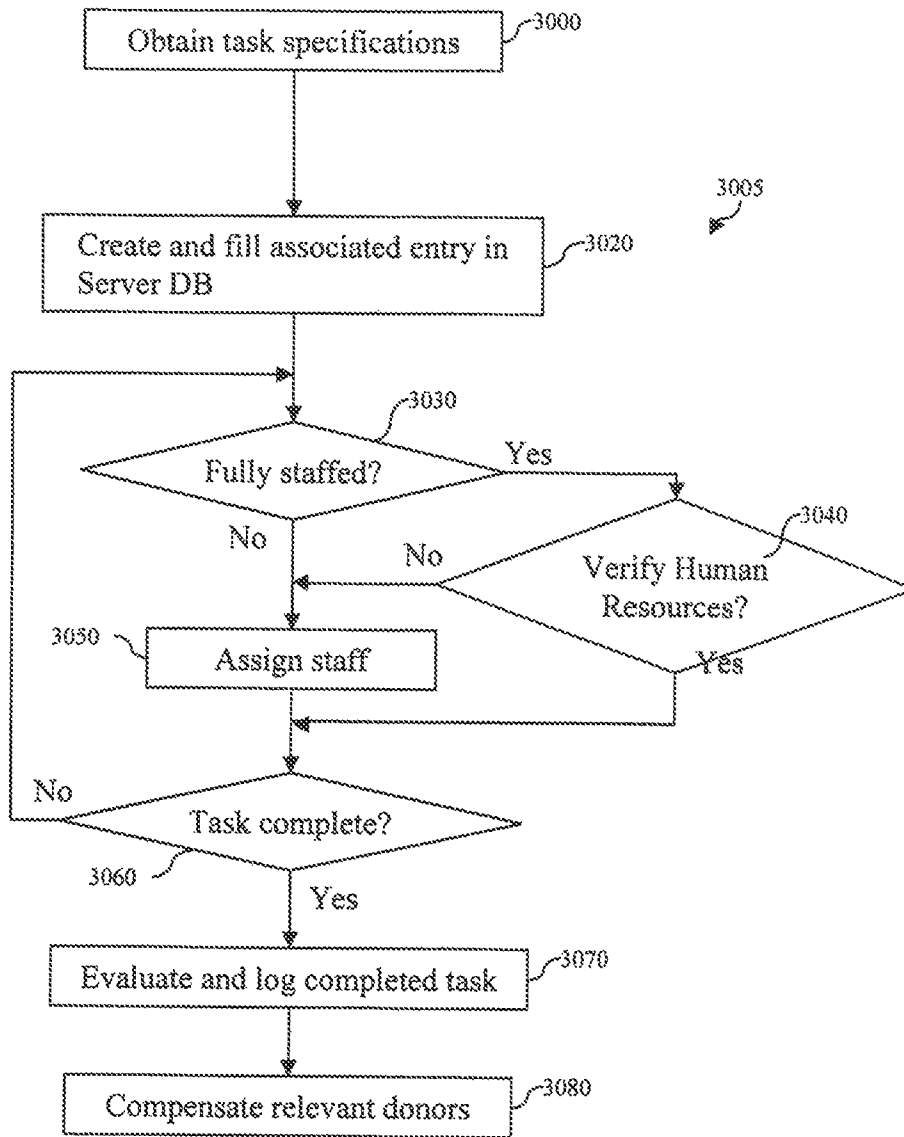 Obtain task specifications
3000
3005
Create and fill associated entry in
Server DB
3020
3030
Fully staffed?
Yes
No
3040
Verify Human
Resources?
No
Yes
3050
Assign staff
No
Task complete?
3060
Yes
Evaluate and log completed task
3070
Compensate relevant donors
3080